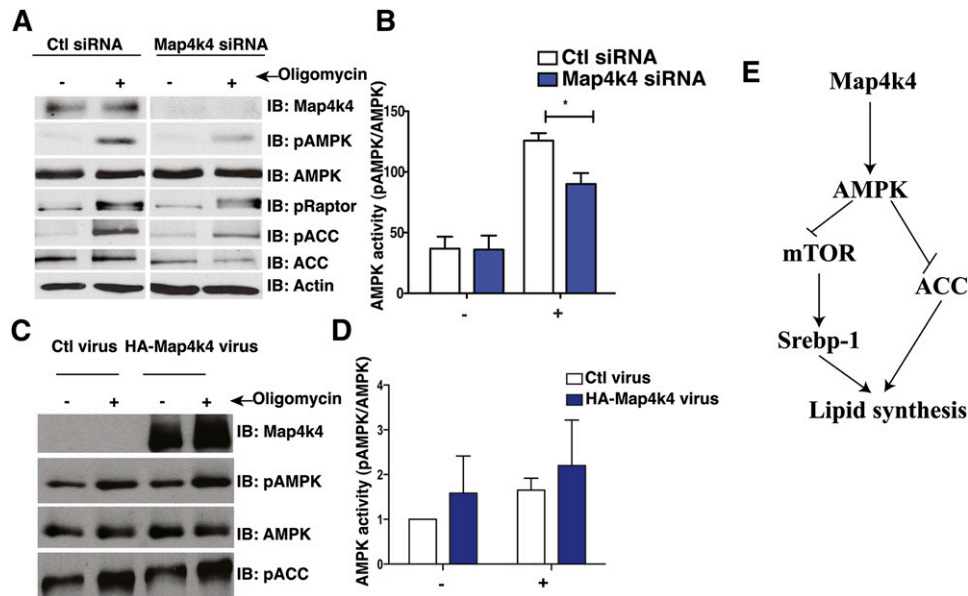 A
Ctl siRNA Map4k4 siRNA
- + - + Oligomycin
IB: Map4k4
IB: pAMPK
IB: AMPK
IB: pRaptor
IB: pACC
IB: ACC
IB: Actin
B
Ctl siRNA
Map4k4 siRNA
AMPK activity (pAMPK/AMPK)
150
*
100
50
0
- +
C
Ctl virus HA-Map4k4 virus
- + - + Oligomycin
IB: Map4k4
IB: pAMPK
IB: AMPK
IB: pACC
D
Ctl virus
HA-Map4k4 virus
AMPK activity (pAMPK/AMPK)
4
3
2
1
0
- +
E
Map4k4
AMPK
mTOR
ACC
Srebp-1
Lipid synthesis